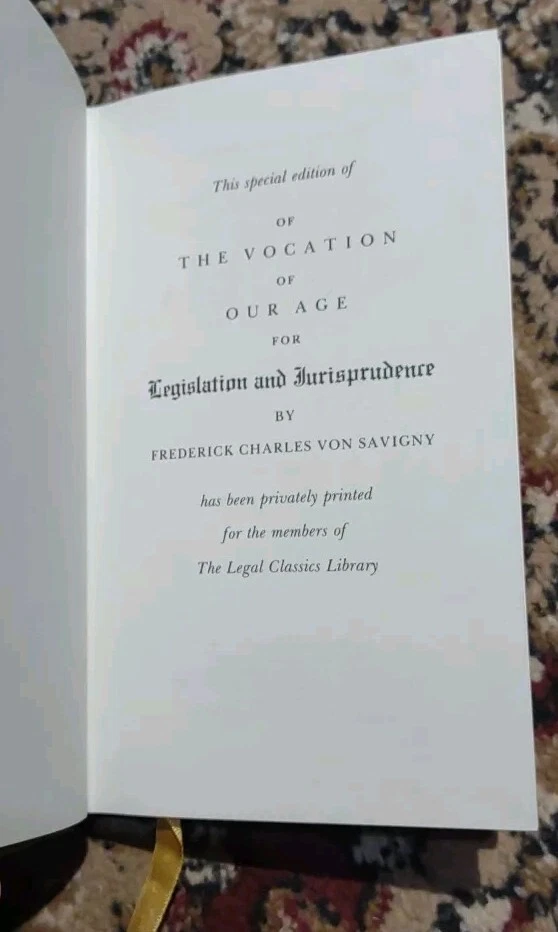 This special edition of
OF
THE VOCATION
OF
OUR AGE
FOR
Legislation and Jurisprudence
BY
FREDERICK CHARLES VON SAVIGNY
has been privately printed
for the members of
The Legal Classics Library